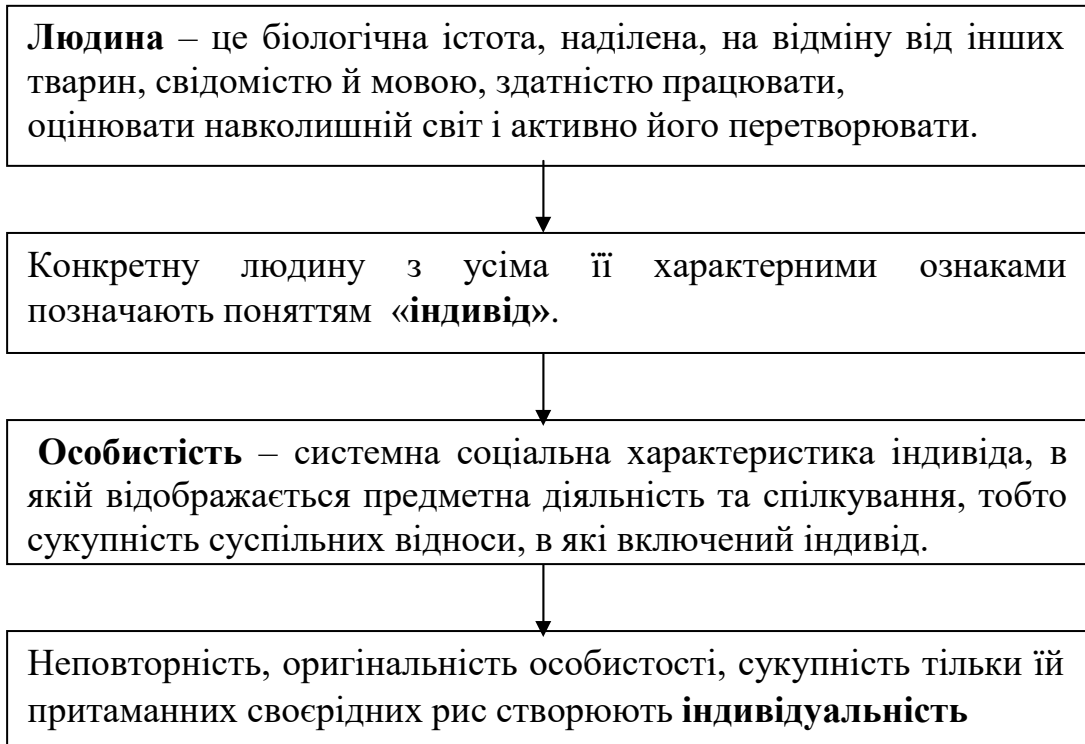 Людина – це біологічна істота, наділена, на відміну від інших
тварин, свідомістю й мовою, здатністю працювати,
оцінювати навколишній світ і активно його перетворювати.
Конкретну людину з усіма її характерними ознаками
позначають поняттям «індивід».
Особистість – системна соціальна характеристика індивіда, в
якій відображається предметна діяльність та спілкування, тобто
сукупність суспільних відноси, в які включений індивід.
Неповторність, оригінальність особистості, сукупність тільки їй
притаманних своєрідних рис створюють індивідуальність